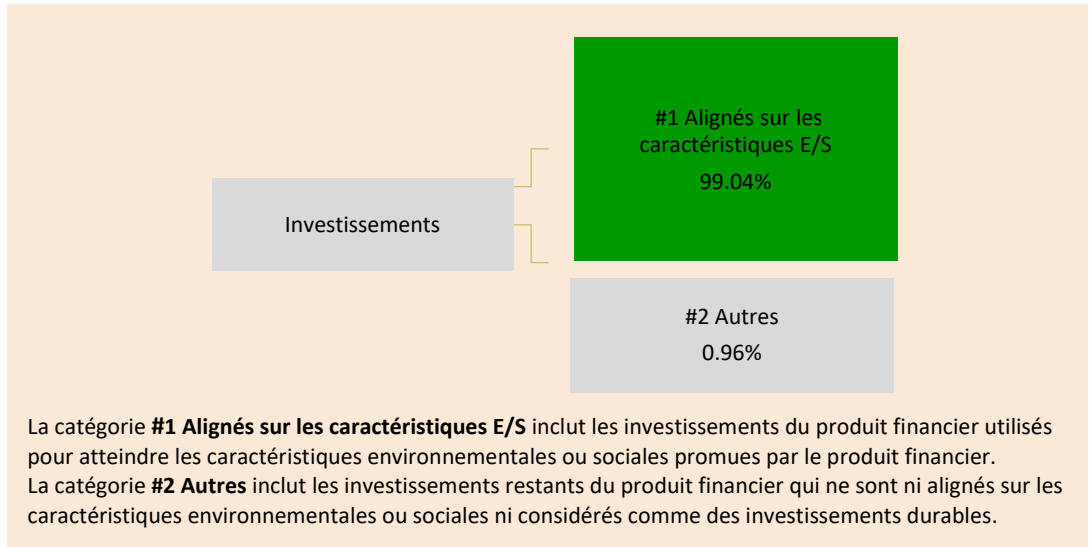 #1 Alignés sur les
caractéristiques E/S
99.04%
Investissements
#2 Autres
0.96%
La catégorie #1 Alignés sur les caractéristiques E/S inclut les investissements du produit financier utilisés
pour atteindre les caractéristiques environnementales ou sociales promues par le produit financier.
La catégorie #2 Autres inclut les investissements restants du produit financier qui ne sont ni alignés sur les
caractéristiques environnementales ou sociales ni considérés comme des investissements durables.